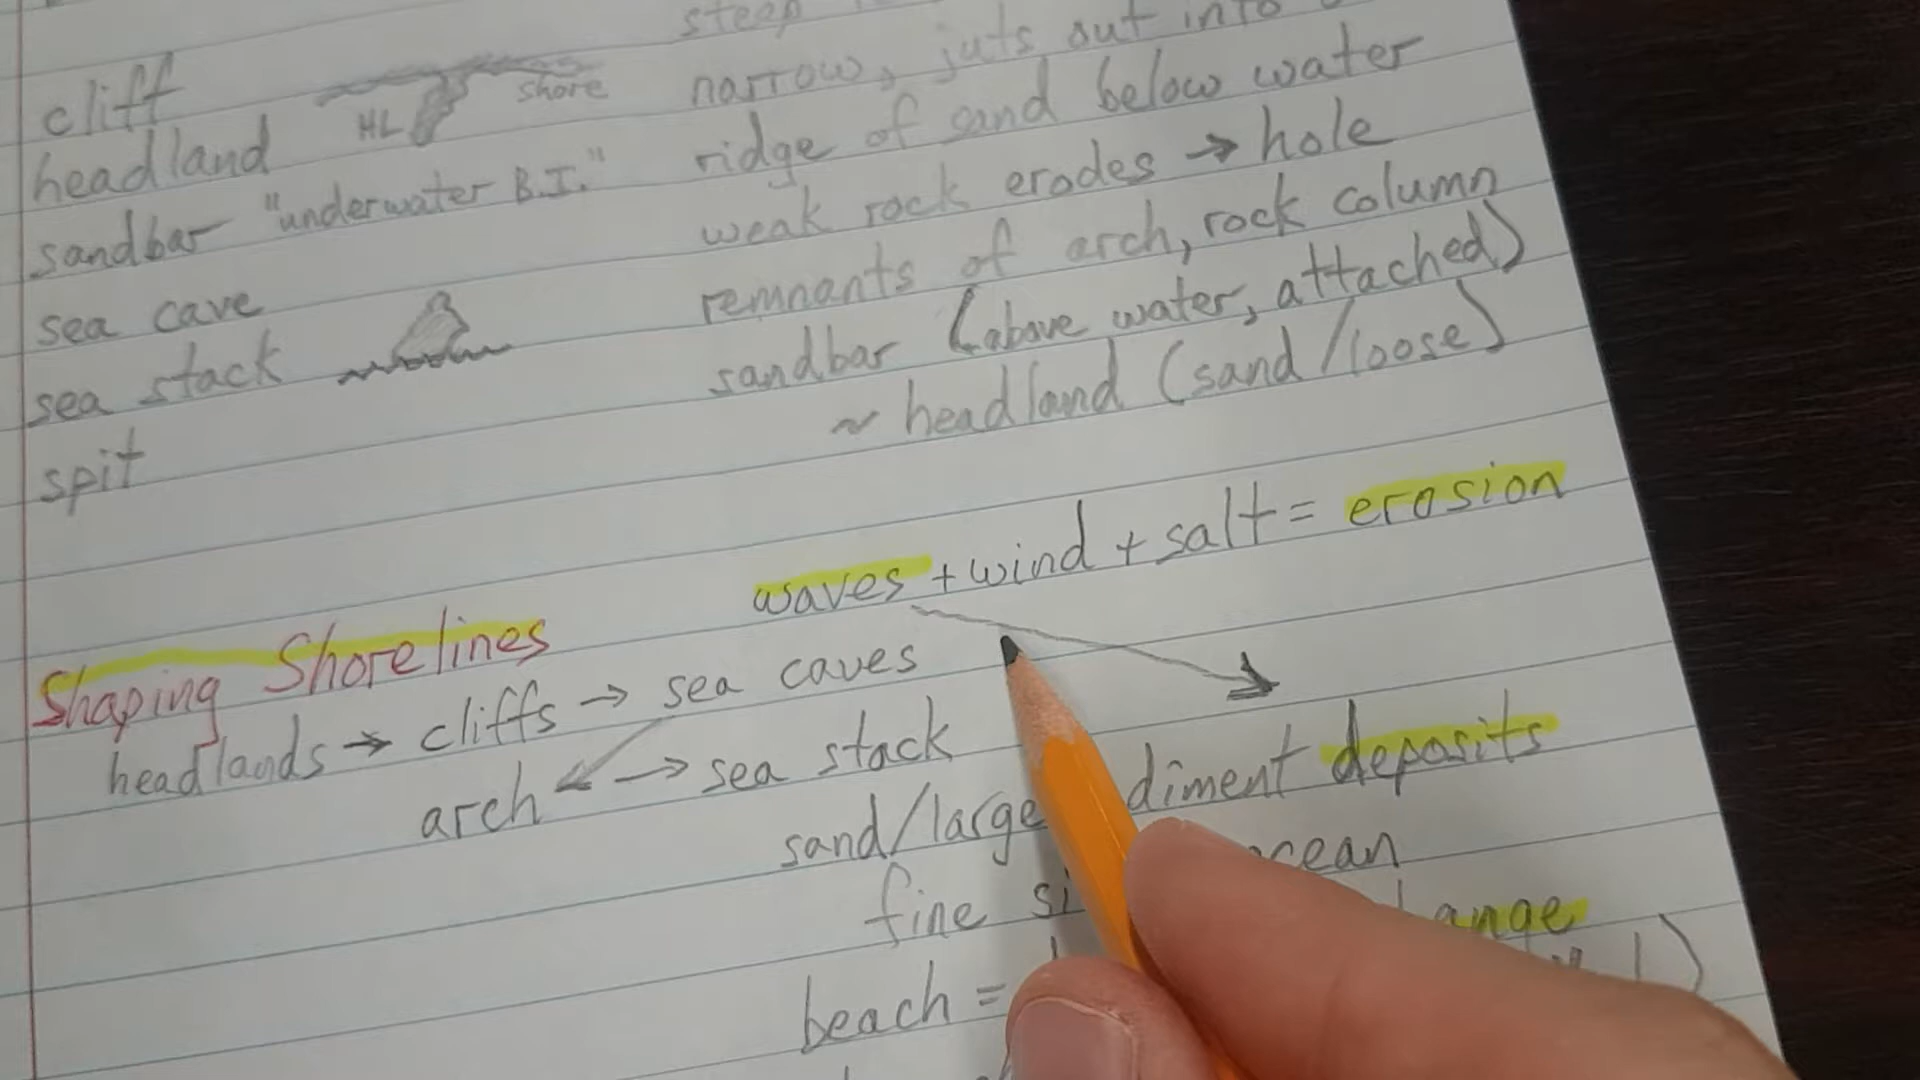 steep
cliff narrow, juts out into
HL shore
headland ridge of sand below water
sandbar "underwater B.I." weak rock erodes → hole
sea cave remnants of arch, rock column
sea stack sandbar (above water, attached)
spit ~ headland (sand/loose)
waves + wind + salt = erosion
Shaping Shorelines
headlands → cliffs → sea caves
arch → sea stack
sand/large diment deposits
fine ocean
ange
beach =